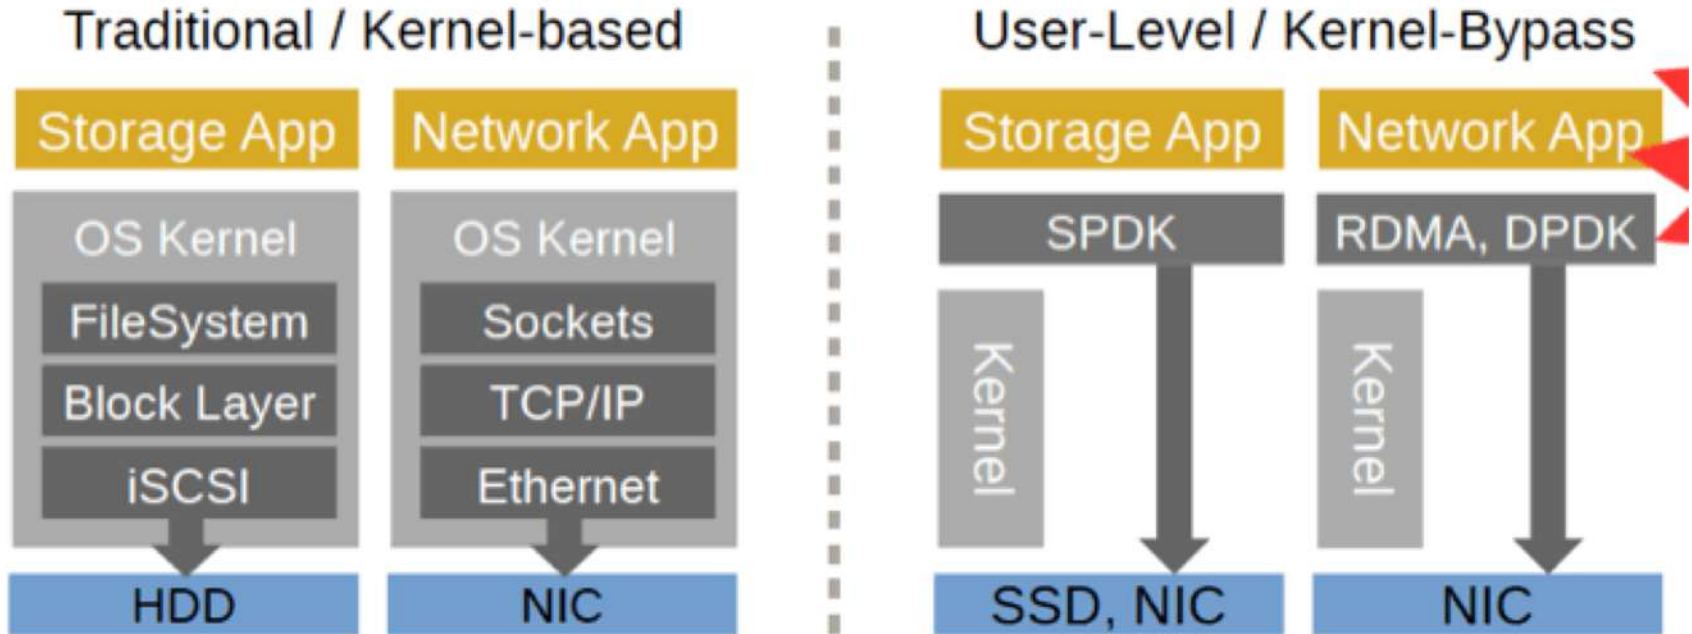 Traditional / Kernel-based
Storage App
Network App
OS Kernel
FileSystem
Block Layer
iSCSI
HDD
OS Kernel
Sockets
TCP/IP
Ethernet
NIC
User-Level / Kernel-Bypass
Storage App
Network App
SPDK
Kernel
SSD, NIC
RDMA, DPDK
Kernel
NIC